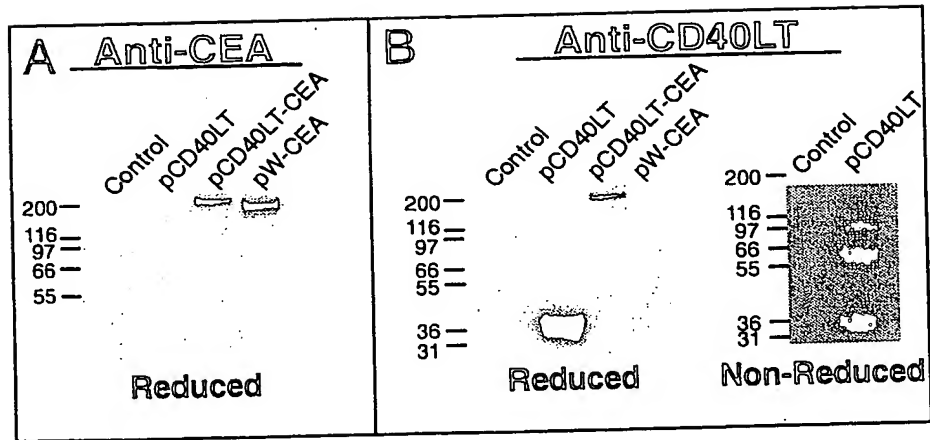 A Anti-CEA
Control
pCD40LT
pCD40LT-CEA
pW-CEA
200
116
97
66
55
Reduced
B Anti-CD40LT
Control
pCD40LT
pCD40LT-CEA
pW-CEA
200
116
97
66
55
36
31
Reduced
Control
pCD40LT
200
116
97
66
55
36
31
Non-Reduced